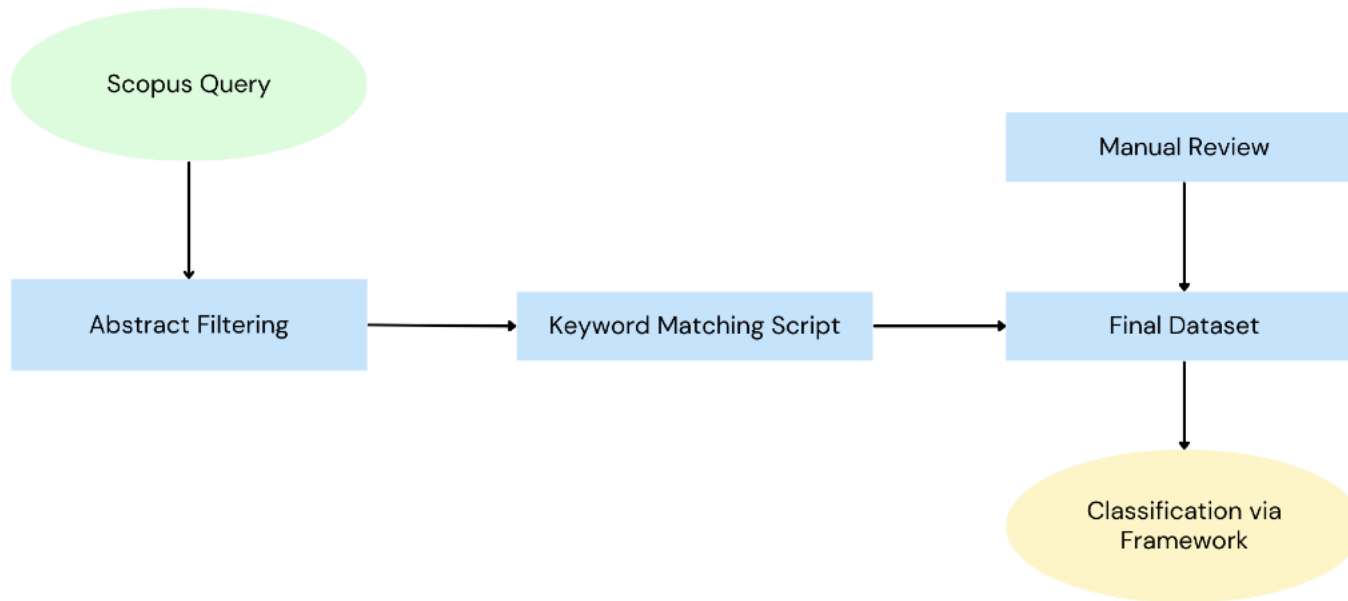 Scopus Query
Manual Review
Abstract Filtering
Keyword Matching Script
Final Dataset
Classification via
Framework